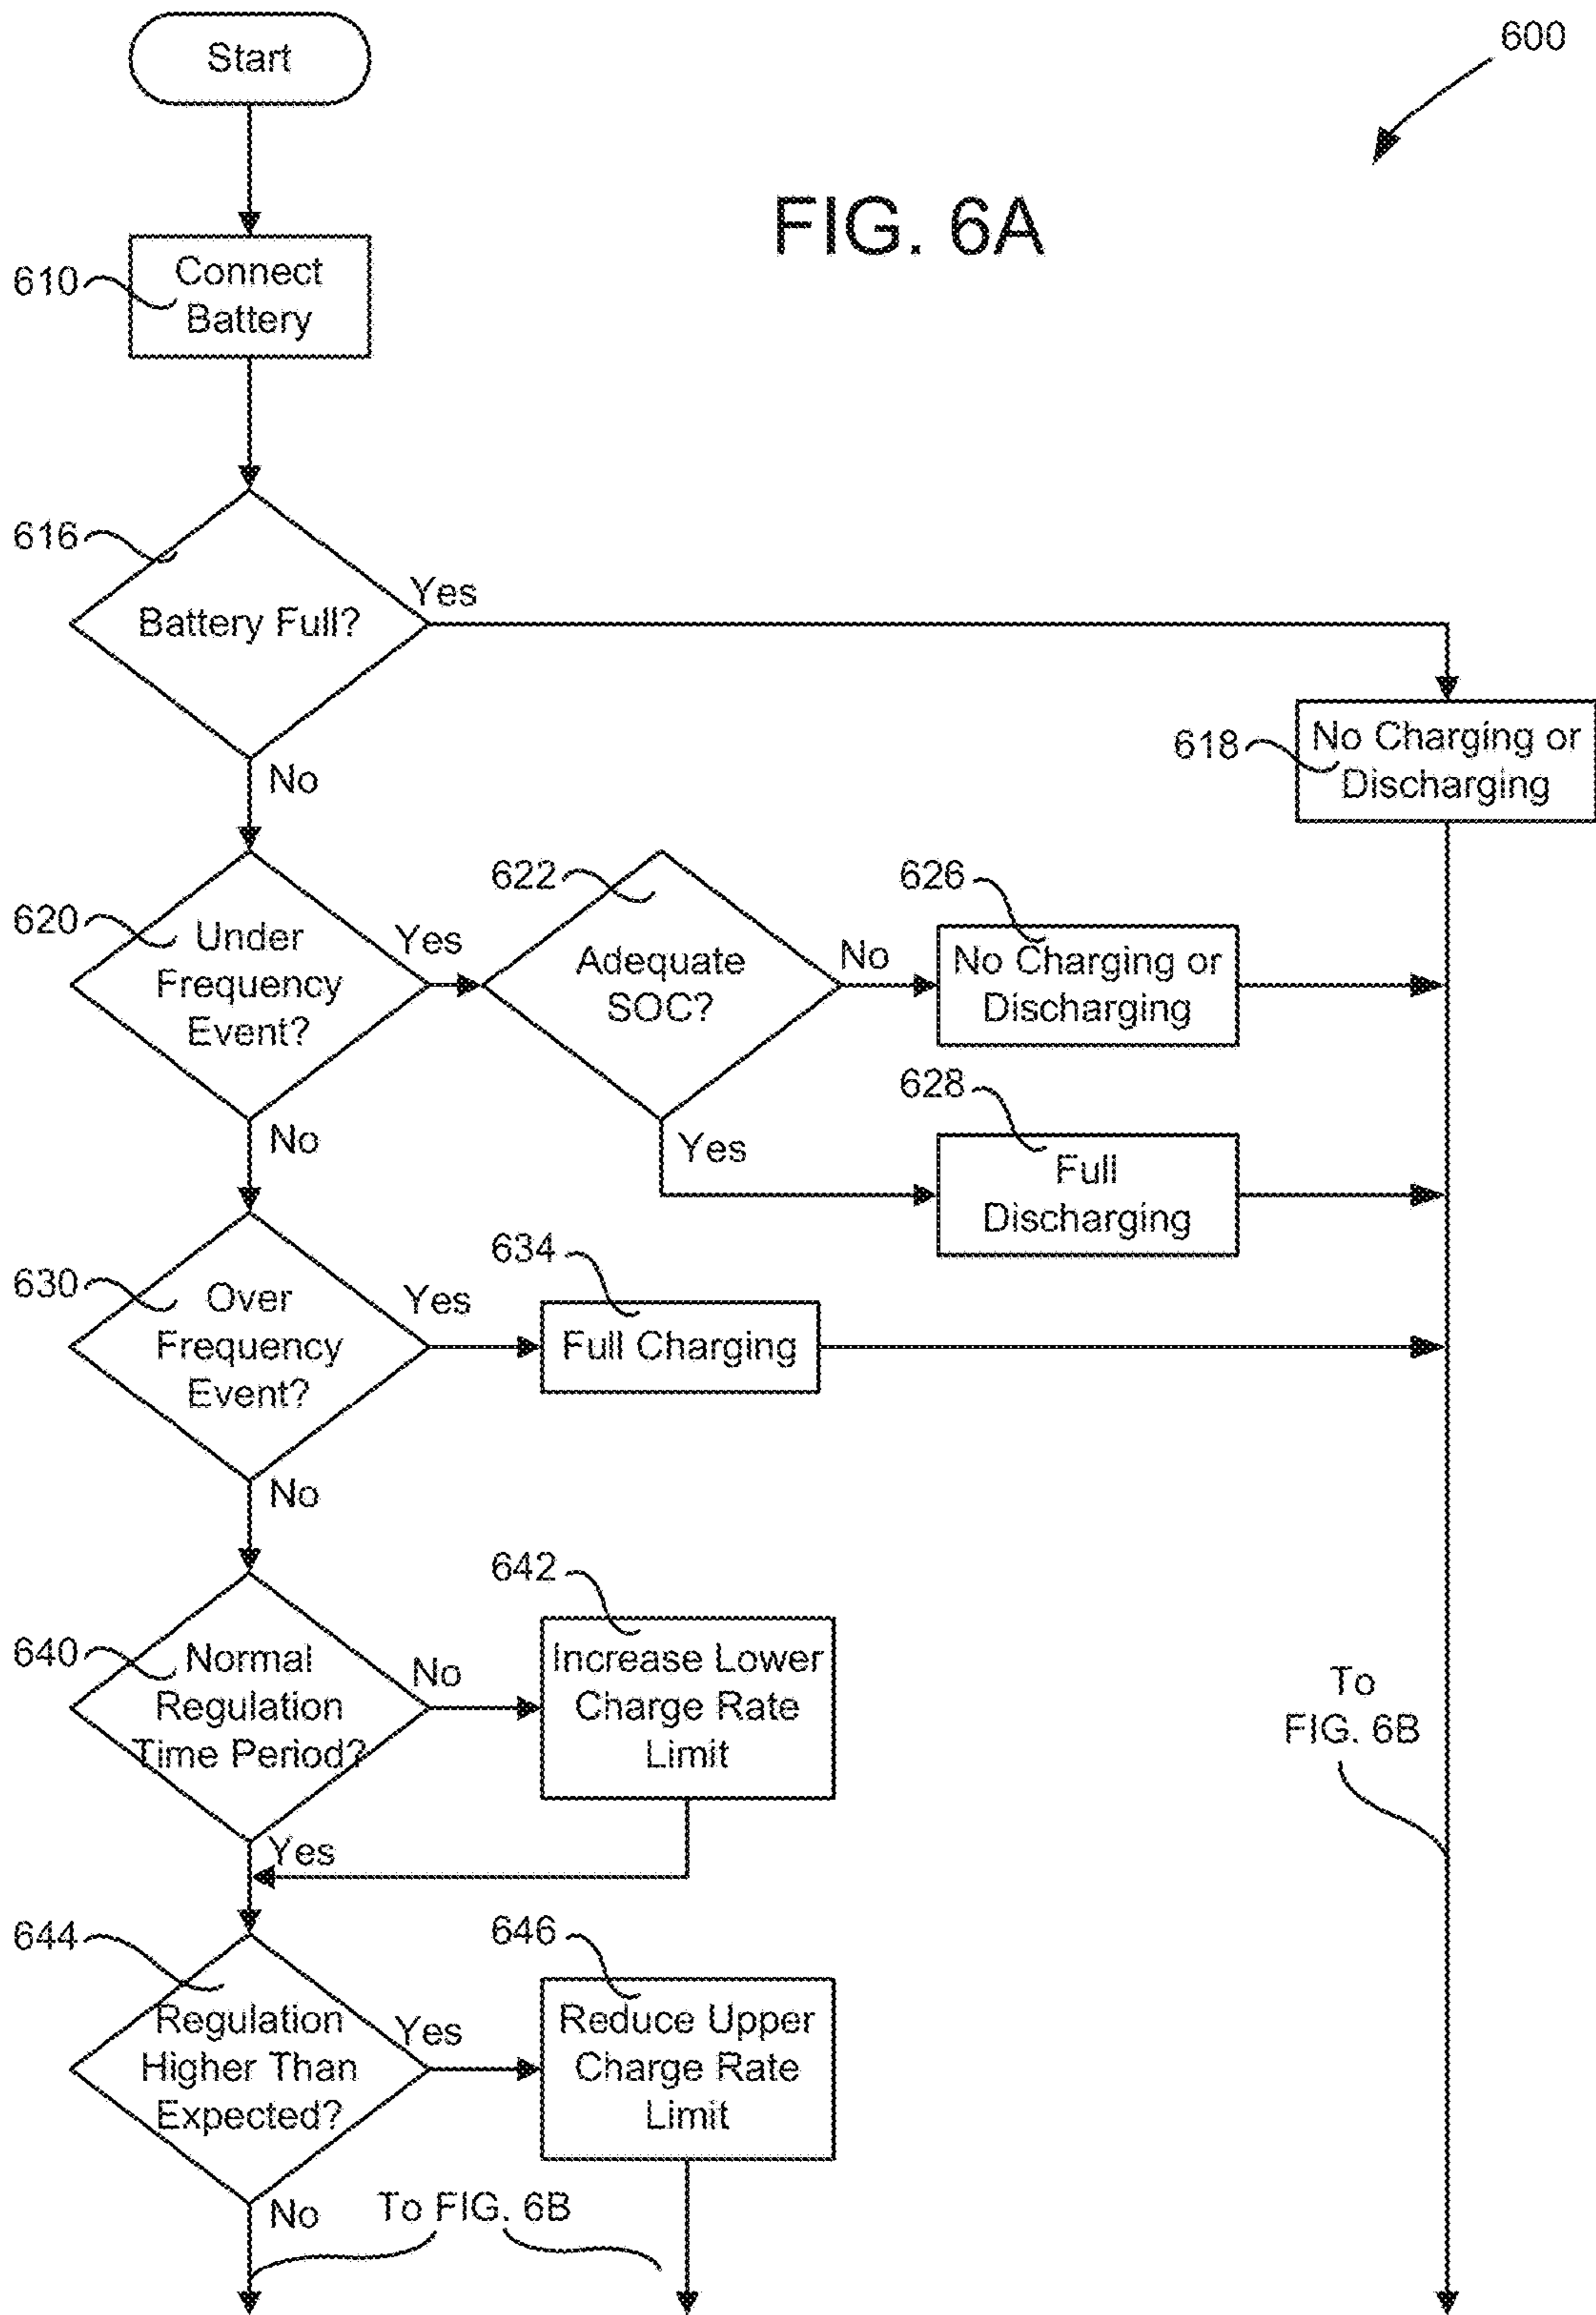 Start
600
FIG. 6A
610
Connect
Battery
616
Battery Full?
Yes
No
618
No Charging or
Discharging
620
Under
Frequency
Event?
Yes
No
622
Adequate
SOC?
No
Yes
626
No Charging or
Discharging
628
Full
Discharging
630
Over
Frequency
Event?
Yes
No
634
Full Charging
640
Normal
Regulation
Time Period?
No
Yes
642
Increase Lower
Charge Rate
Limit
To
FIG. 6B
644
Regulation
Higher Than
Expected?
Yes
No
646
Reduce Upper
Charge Rate
Limit
To FIG. 6B